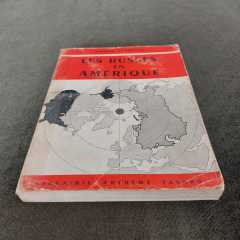 LES RUSSES
EN
AMÉRIQUE
LIBRAIRIE ARTHÈME FAYARD